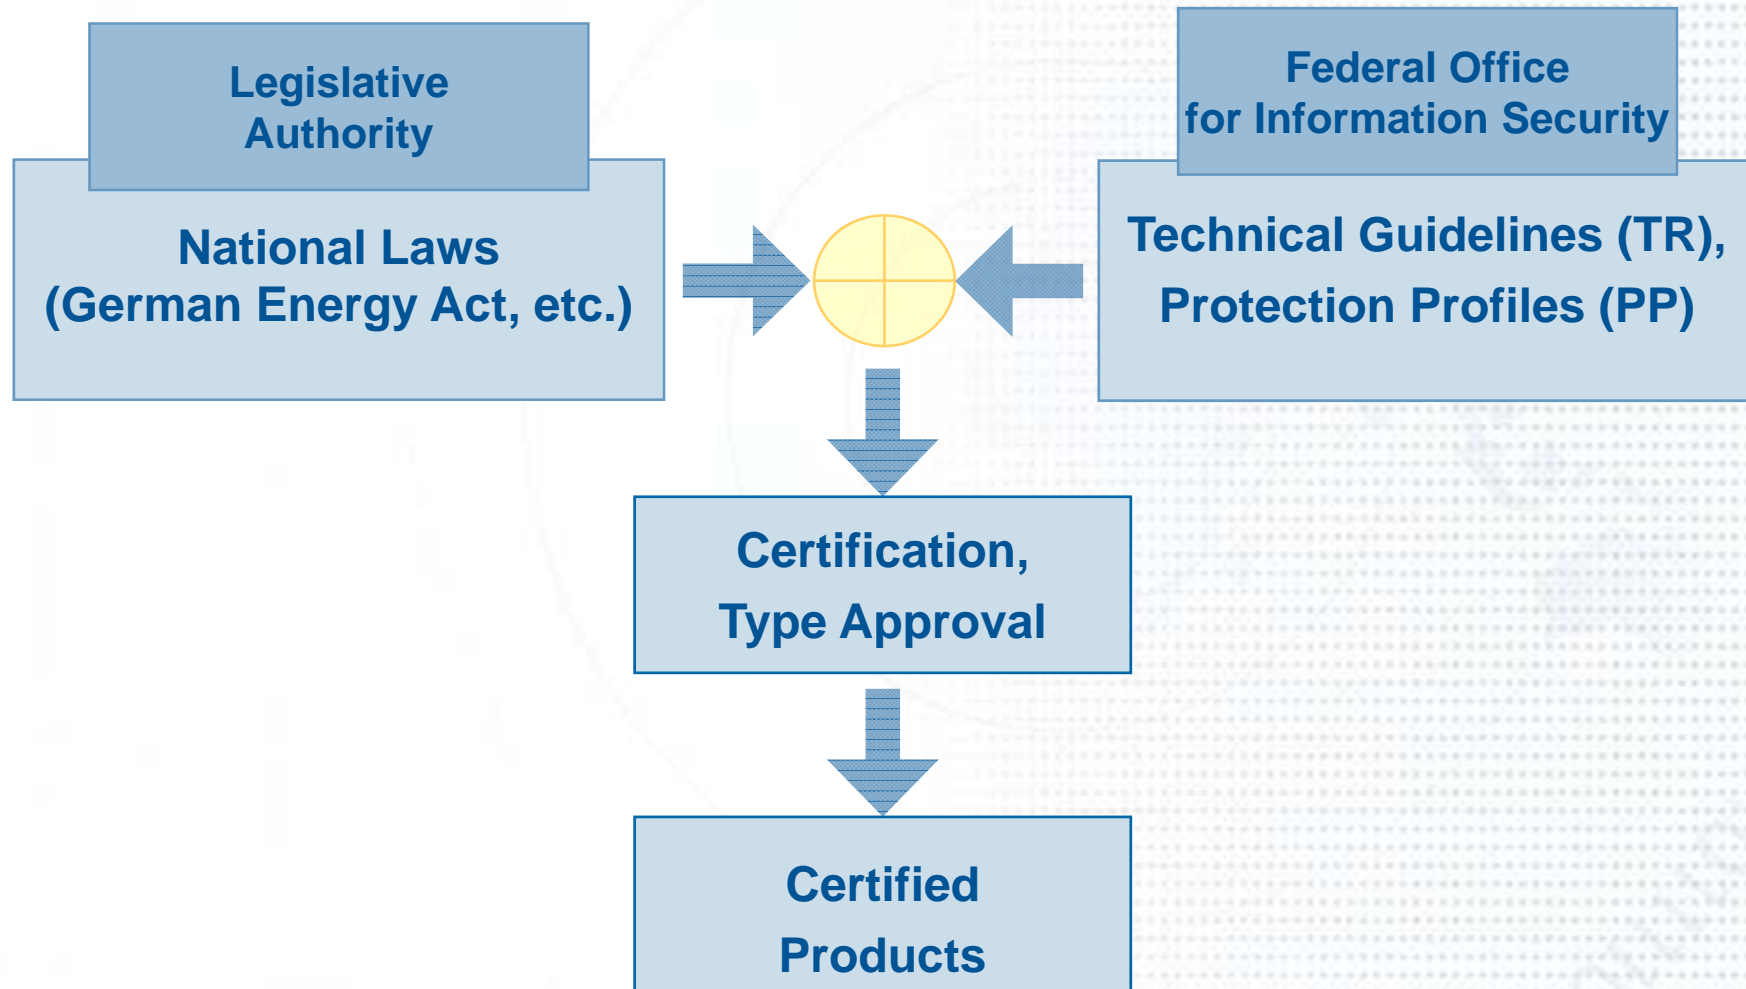 Legislative
Authority
National Laws
(German Energy Act, etc.)
Federal Office
for Information Security
Technical Guidelines (TR),
Protection Profiles (PP)
Certification,
Type Approval
Certified
Products